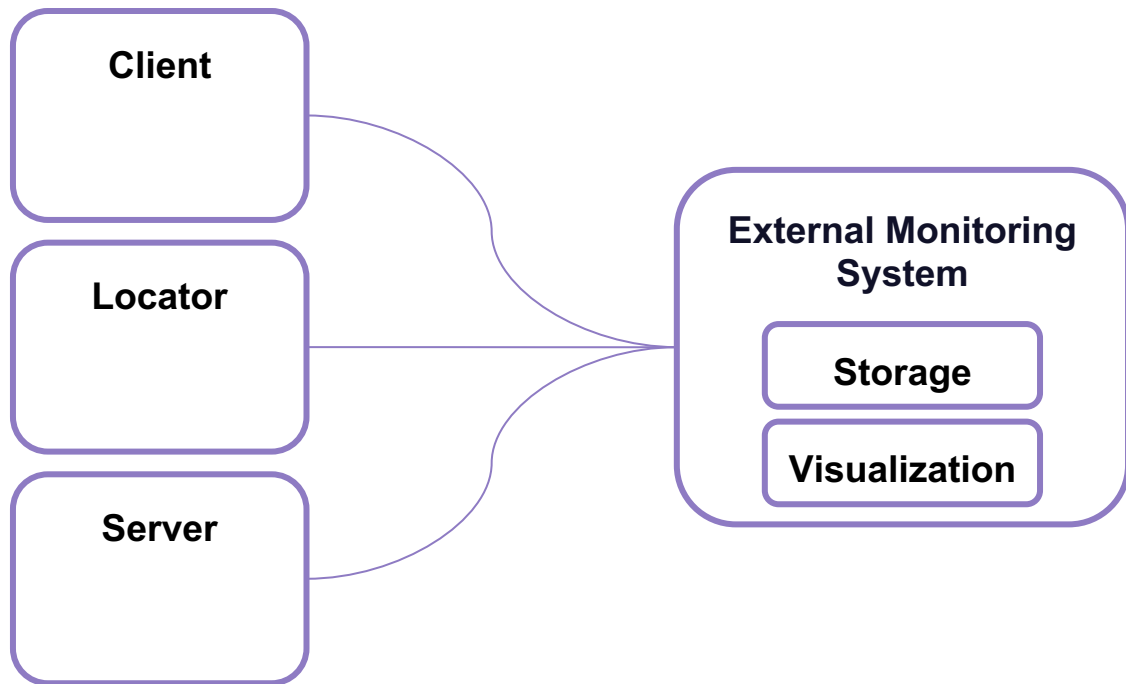 Client
Locator
Server
External Monitoring
System
Storage
Visualization